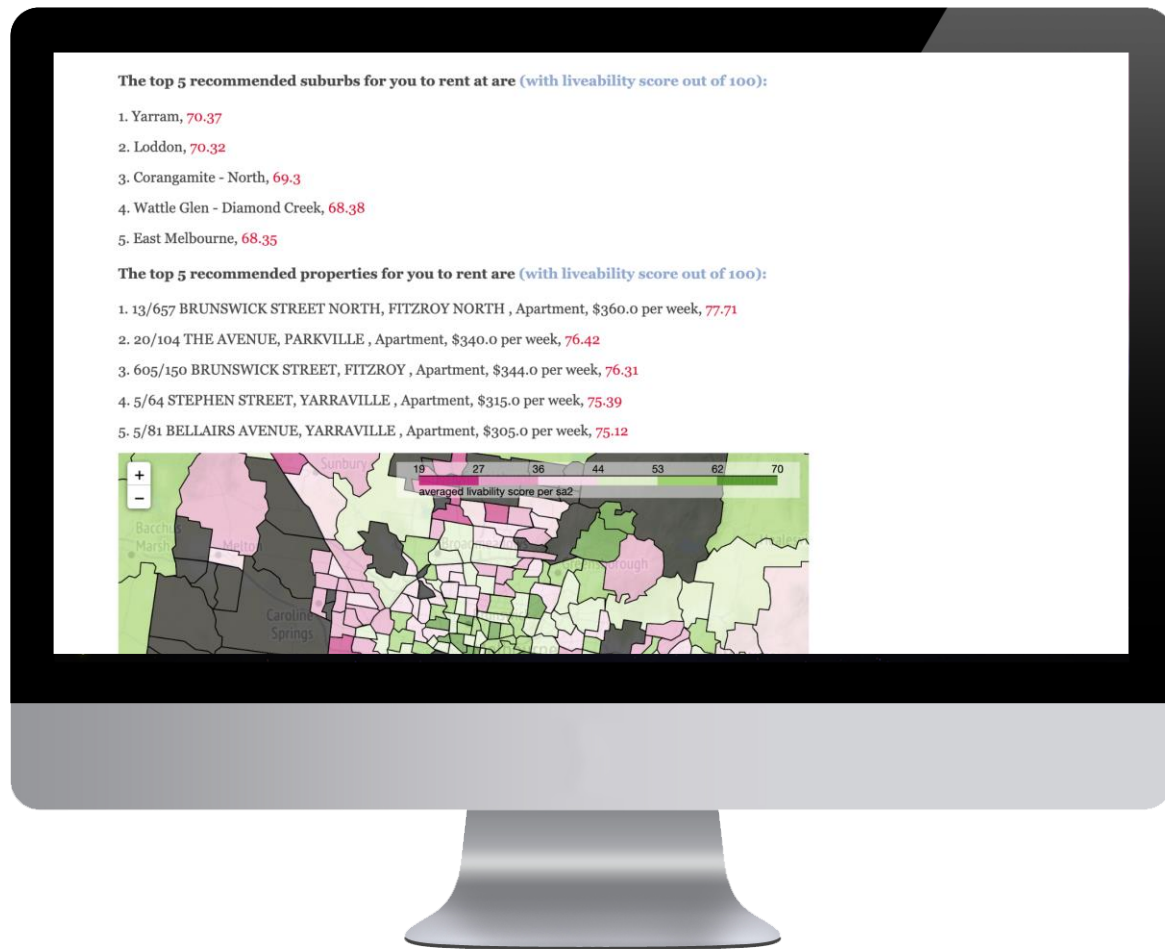 The top 5 recommended suburbs for you to rent at are (with liveability score out of 100):
1. Yarram, 70.37
2. Loddon, 70.32
3. Corangamite - North, 69.3
4. Wattle Glen - Diamond Creek, 68.38
5. East Melbourne, 68.35
The top 5 recommended properties for you to rent are (with liveability score out of 100):
1. 13/657 BRUNSWICK STREET NORTH, FITZROY NORTH , Apartment, $360.0 per week, 77.71
2. 20/104 THE AVENUE, PARKVILLE , Apartment, $340.0 per week, 76.42
3. 605/150 BRUNSWICK STREET, FITZROY , Apartment, $344.0 per week, 76.31
4. 5/64 STEPHEN STREET, YARRAVILLE , Apartment, $315.0 per week, 75.39
5. 5/81 BELLAIRS AVENUE, YARRAVILLE , Apartment, $305.0 per week, 75.12
+
−
Sunbury
19 27 36 44 53 62 70
averaged livability score per sa2
Bacchus
Marsh
Melton
Greensborough
Caroline
Springs